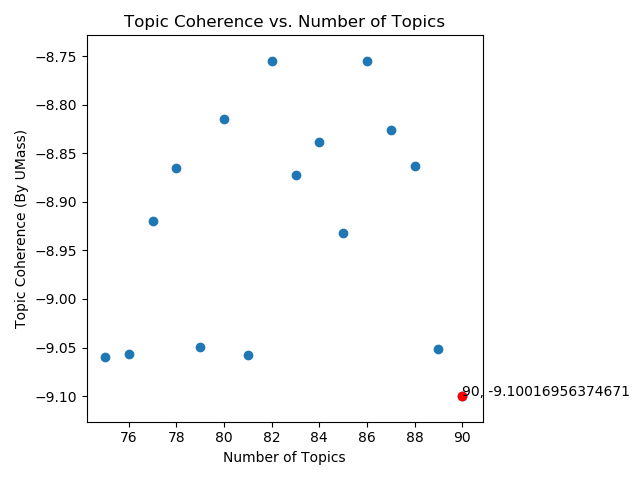 Topic Coherence vs. Number of Topics
Topic Coherence (By UMass)
−8.75
−8.80
−8.85
−8.90
−8.95
−9.00
−9.05
−9.10
90, -9.10016956374671
76 78 80 82 84 86 88 90
Number of Topics